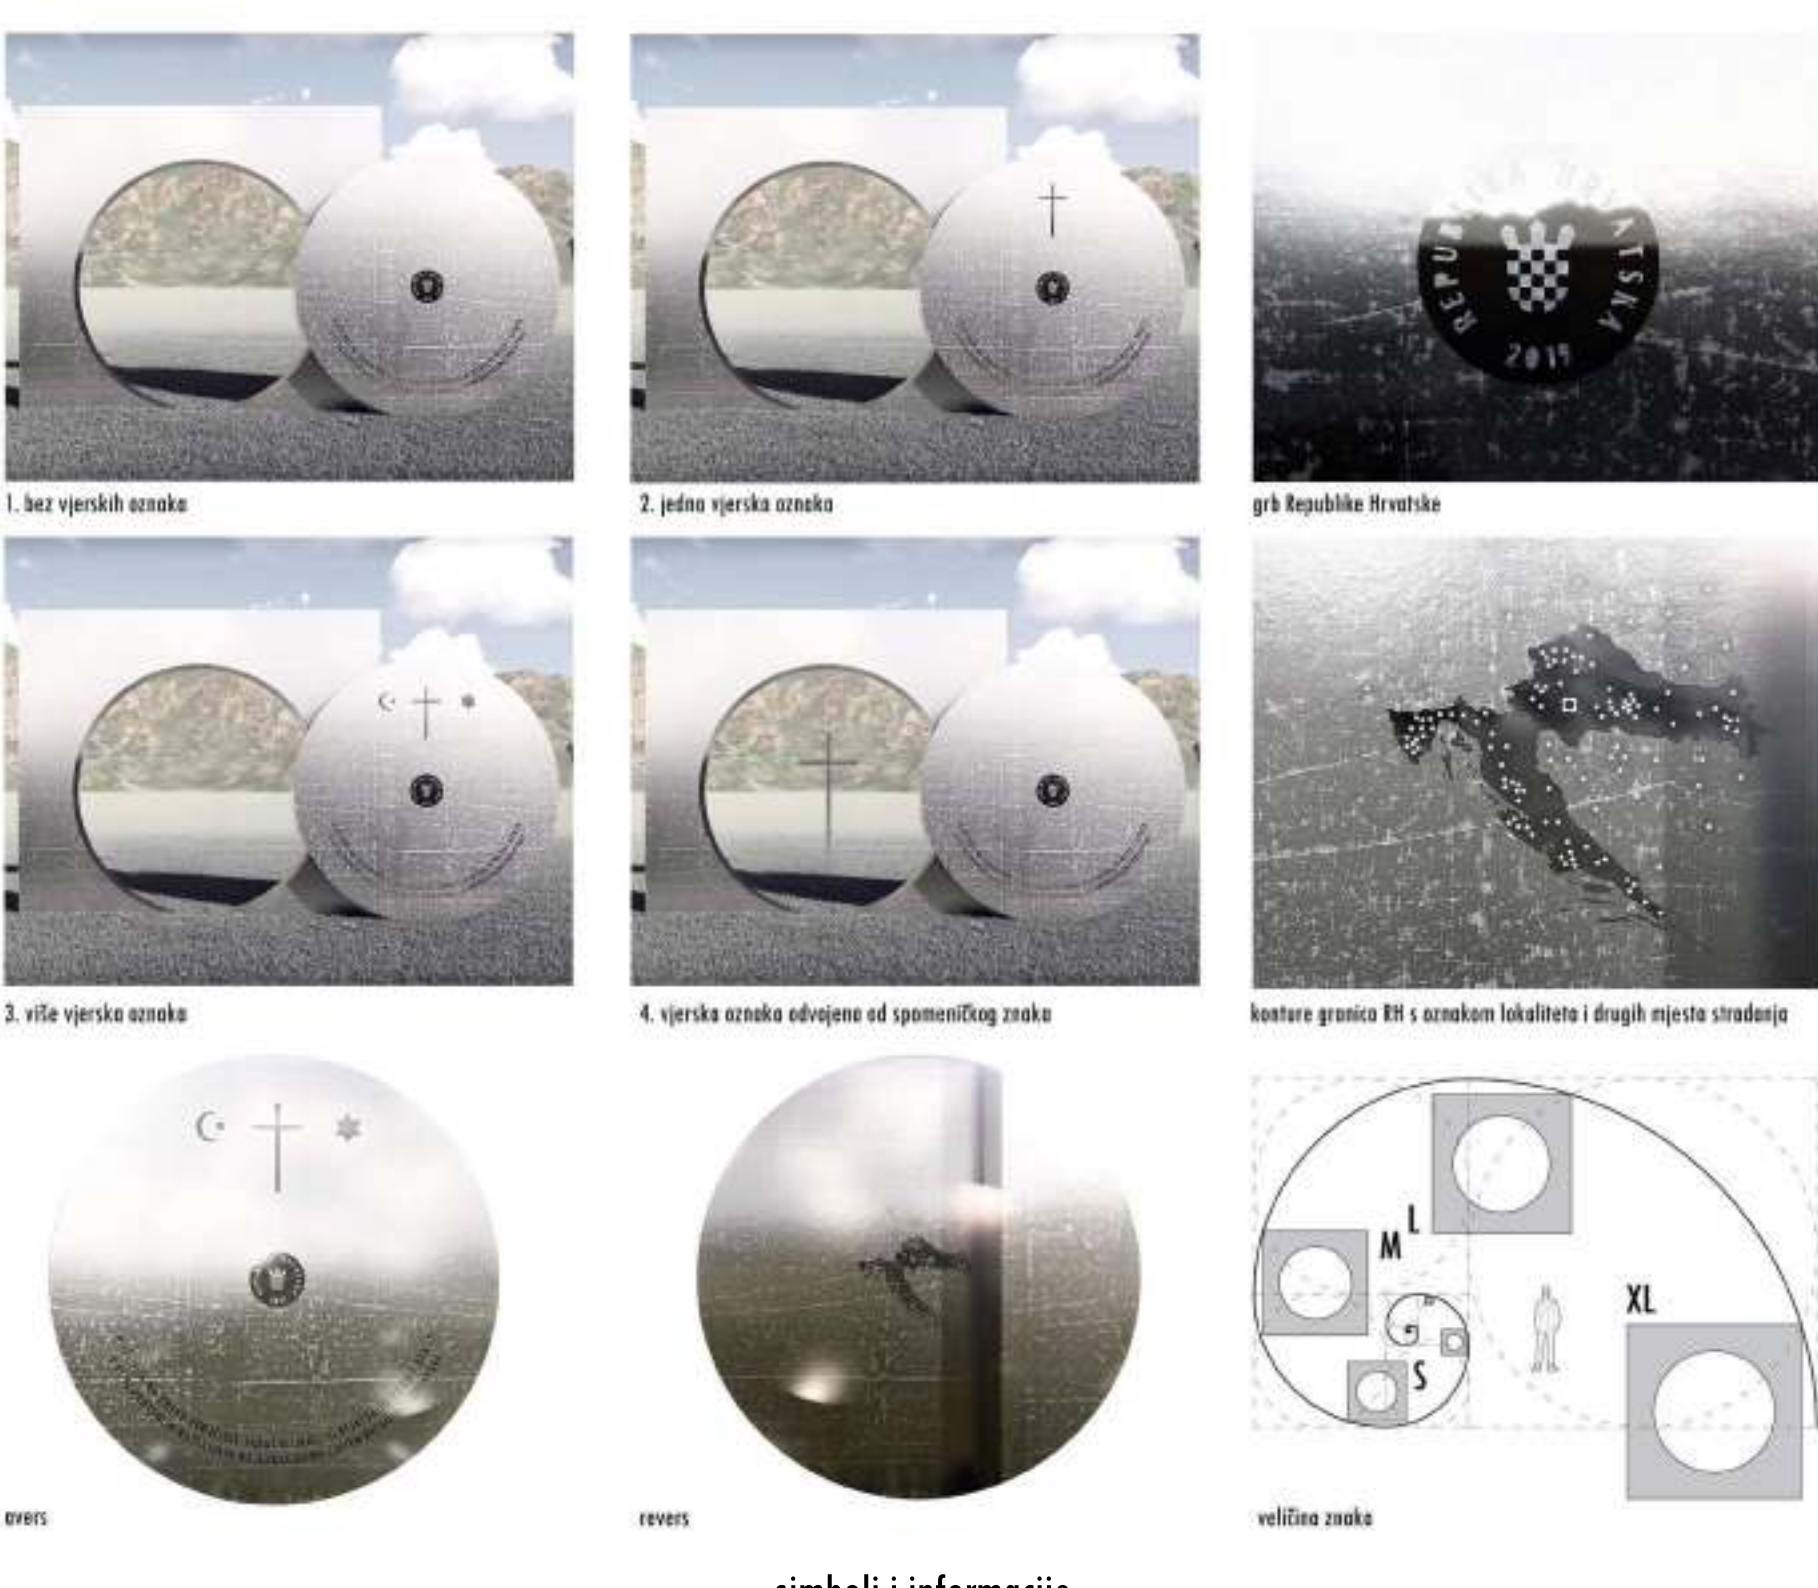 1. bez vjerskih oznaka
2. jedna vjerska oznaka
REPUBLIKA HRVATSKA
2019
grb Republike Hrvatske
3. više vjerska oznaka
4. vjerska oznaka odvojena od spomeničkog znaka
konture granica RH s oznakom lokaliteta i drugih mjesta stradanja
avers
revers
L
M
S
XL
veličina znaka
simboli i informacije